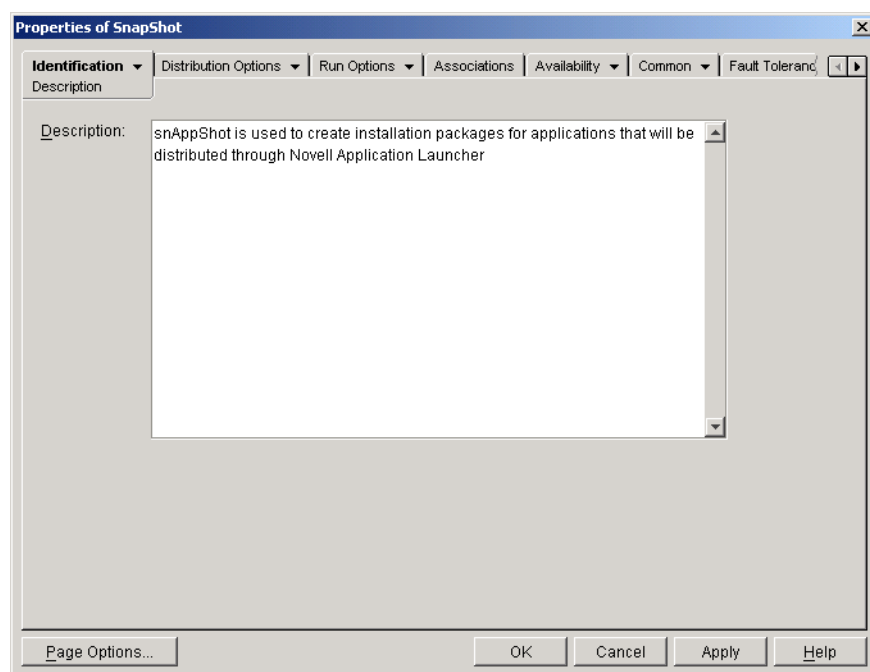 Properties of SnapShot
Identification Distribution Options Run Options Associations Availability Common Fault Toleranc
Description
Description:
snAppShot is used to create installation packages for applications that will be
distributed through Novell Application Launcher
Page Options... OK Cancel Apply Help